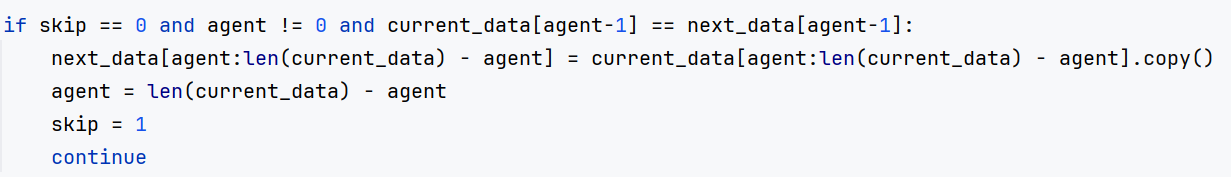 if skip == 0 and agent != 0 and current_data[agent-1] == next_data[agent-1]:
    next_data[agent:len(current_data) - agent] = current_data[agent:len(current_data) - agent].copy()
    agent = len(current_data) - agent
    skip = 1
    continue